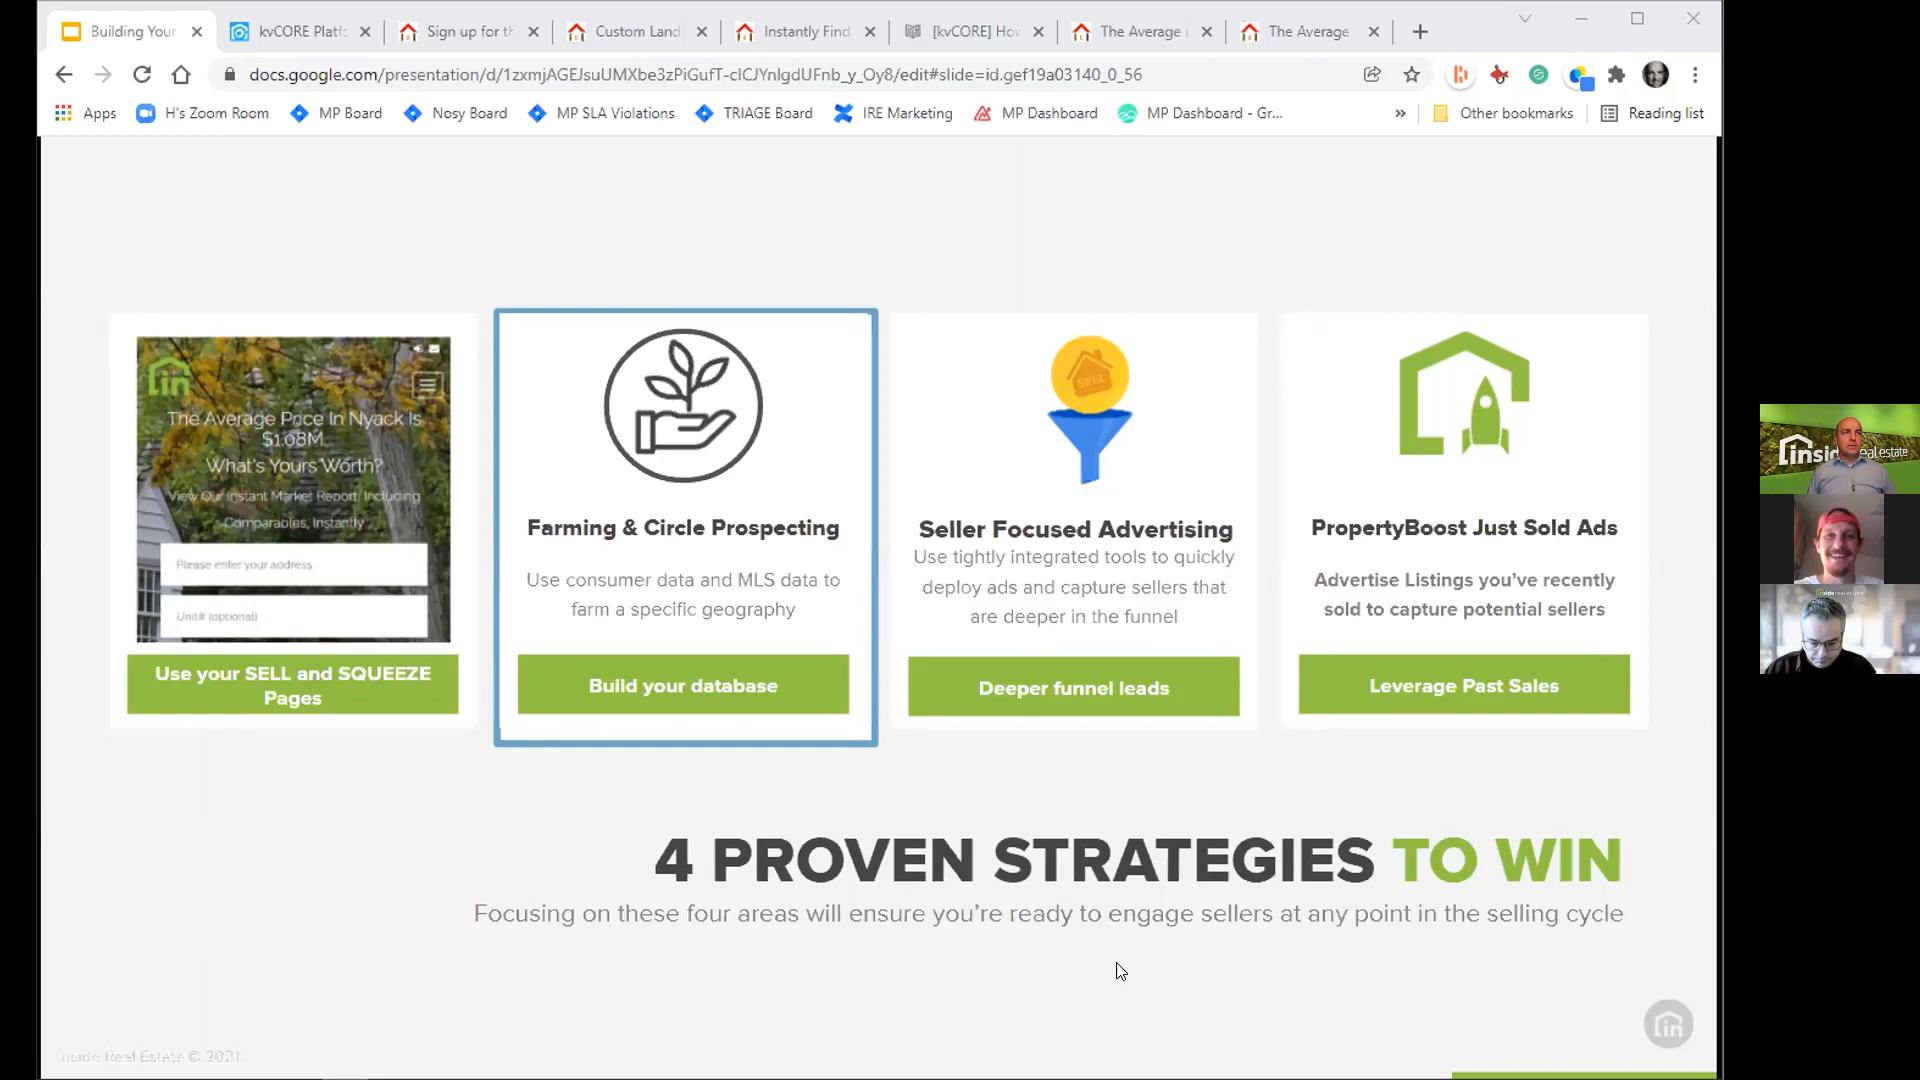 Building Your
kvCORE Platf
Sign up for th
Custom Land
Instantly Find
[kvCORE] Hov
The Average
The Average
docs.google.com/presentation/d/1zxmjAGEJsuUMXbe3zPiGufT-cICJYnlgdUFnb_y_Oy8/edit#slide=id.gef19a03140_0_56
Apps
H's Zoom Room
MP Board
Nosy Board
MP SLA Violations
TRIAGE Board
IRE Marketing
MP Dashboard
MP Dashboard - Gr...
»
Other bookmarks
Reading list
in
The Average Price In Nyack Is
$1.08M
What's Yours Worth?
View Our Instant Market Report, Including
Comparables, Instantly
Please enter your address
Unit# (optional)
Use your SELL and SQUEEZE
Pages
Farming & Circle Prospecting
Use consumer data and MLS data to
farm a specific geography
Build your database
SELL
Seller Focused Advertising
Use tightly integrated tools to quickly
deploy ads and capture sellers that
are deeper in the funnel
Deeper funnel leads
PropertyBoost Just Sold Ads
Advertise Listings you've recently
sold to capture potential sellers
Leverage Past Sales
4 PROVEN STRATEGIES TO WIN
Focusing on these four areas will ensure you're ready to engage sellers at any point in the selling cycle
in
Inside Real Estate © 2021